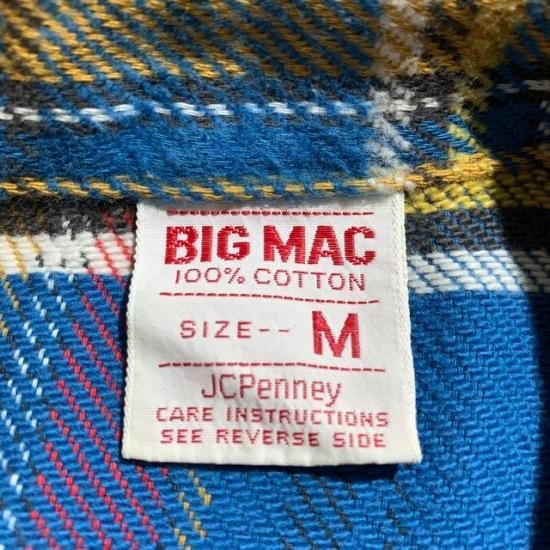 BIG MAC
100% COTTON
SIZE-- M
JCPenney
CARE INSTRUCTIONS
SEE REVERSE SIDE